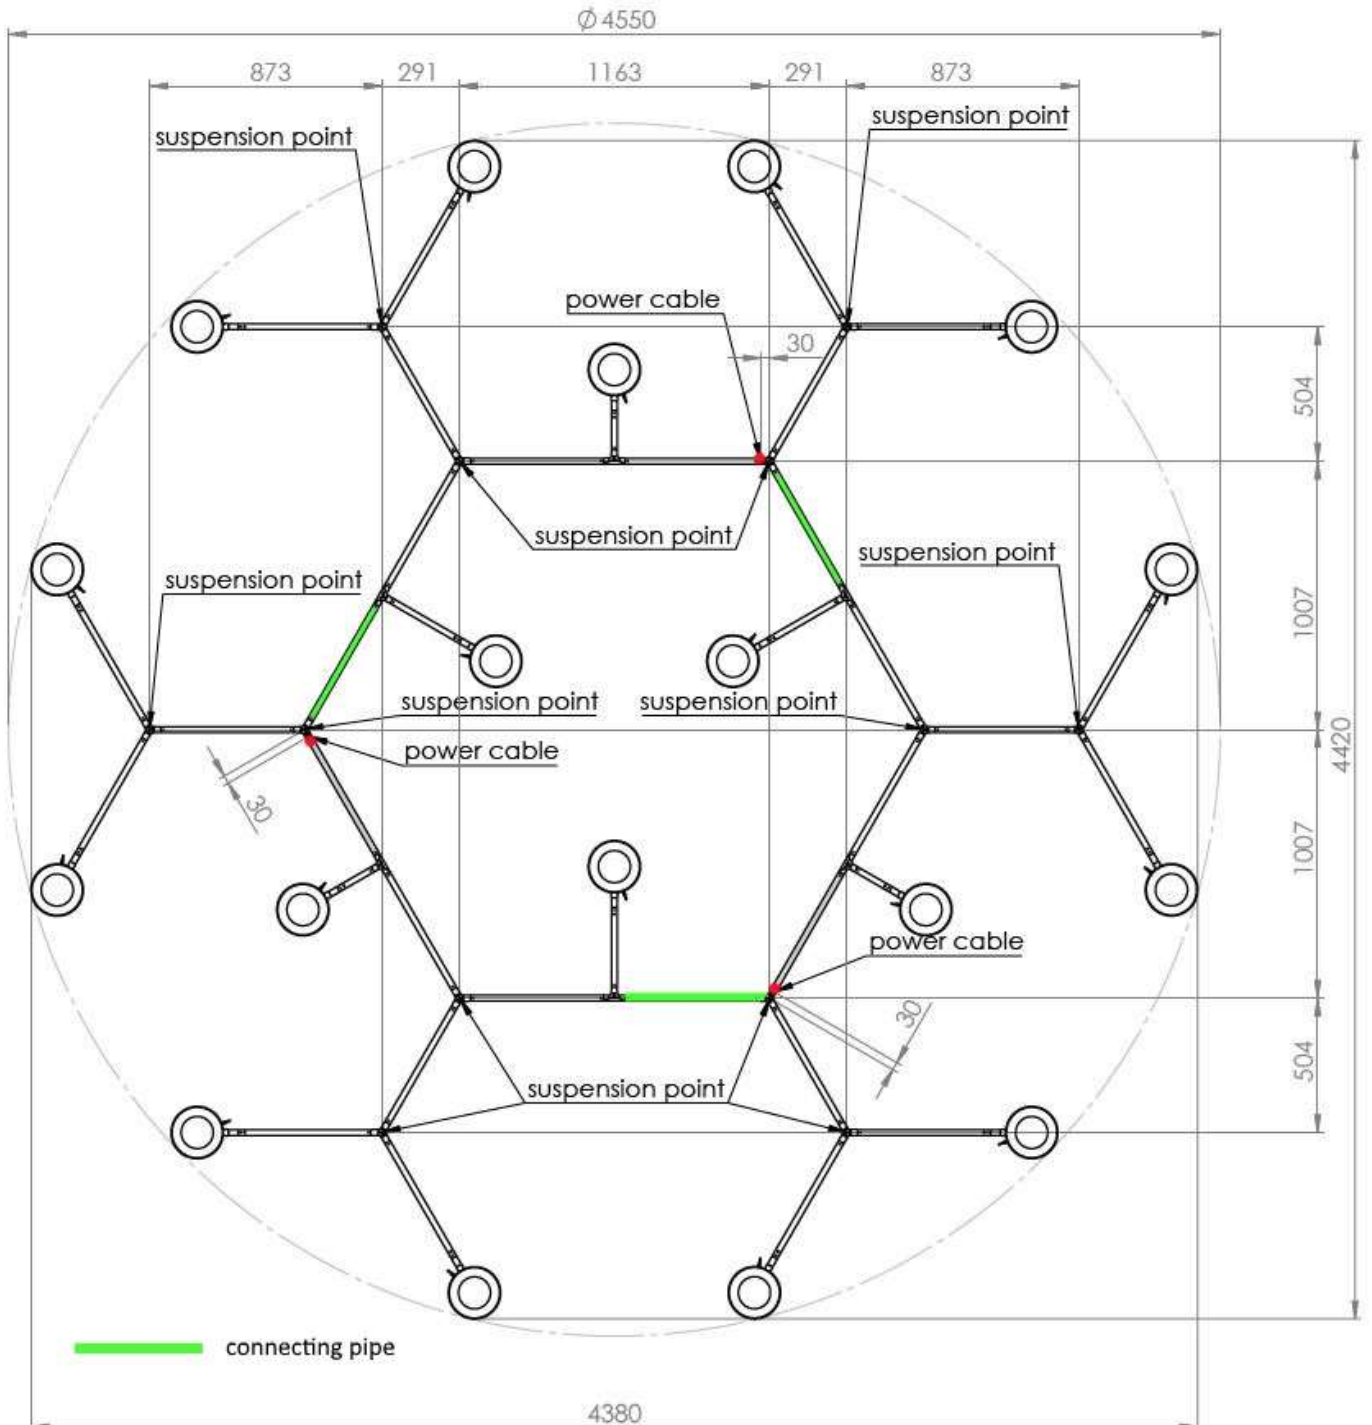 Ø 4550
873
291
1163
291
873
suspension point
suspension point
power cable
30
504
suspension point
suspension point
suspension point
1007
suspension point
suspension point
power cable
30
4420
1007
power cable
30
504
suspension point
connecting pipe
4380